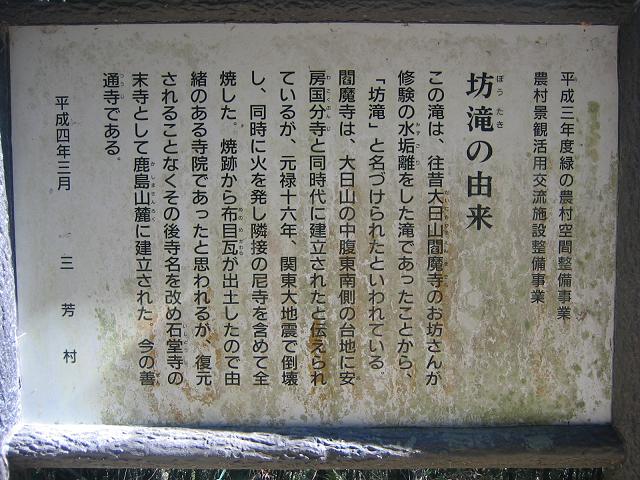 平成三年度緑の農村空間整備事業
農村景観活用交流施設整備事業
坊滝の由来
この滝は、往昔大日山閻魔寺のお坊さんが
修験の水垢離をした滝であったことから、
「坊滝」と名づけられたといわれている。
閻魔寺は、大日山の中腹東南側の台地に安
房国分寺と同時代に建立されたと伝えられ
ているが、元禄十六年、関東大地震で倒壊
し、同時に火を発し隣接の尼寺を含めて全
焼した。焼跡から布目瓦が出土したので由
緒のある寺院であったと思われるが、復元
されることなくその後寺名を改め石堂寺の
末寺として鹿島山麓に建立された。今の善
通寺である。
平成四年三月 三芳村